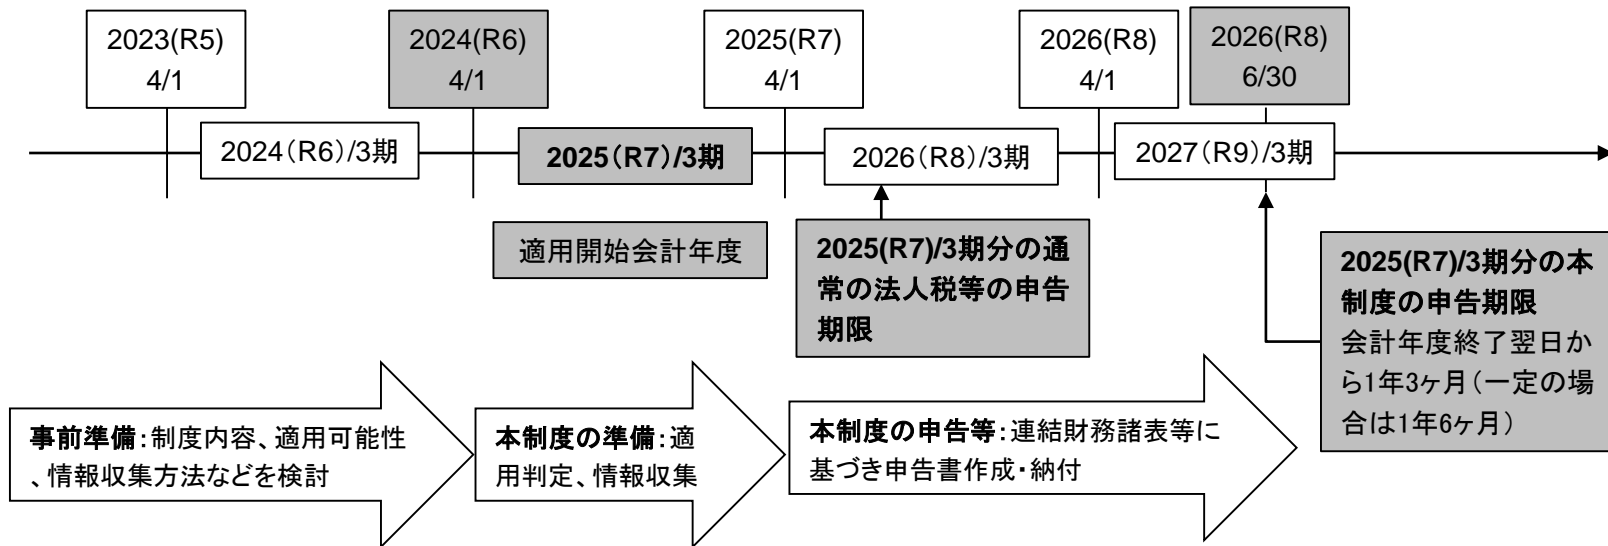 2023(R5)
4/1
2024(R6)
4/1
2025(R7)
4/1
2026(R8)
4/1
2026(R8)
6/30
2024(R6)/3期
2025(R7)/3期
2026(R8)/3期
2027(R9)/3期
適用開始会計年度
2025(R7)/3期分の通
常の法人税等の申告
期限
2025(R7)/3期分の本
制度の申告期限
会計年度終了翌日か
ら1年3ヶ月(一定の場
合は1年6ヶ月)
事前準備:制度内容、適用可能性
、情報収集方法などを検討
本制度の準備:適
用判定、情報収集
本制度の申告等:連結財務諸表等に
基づき申告書作成・納付